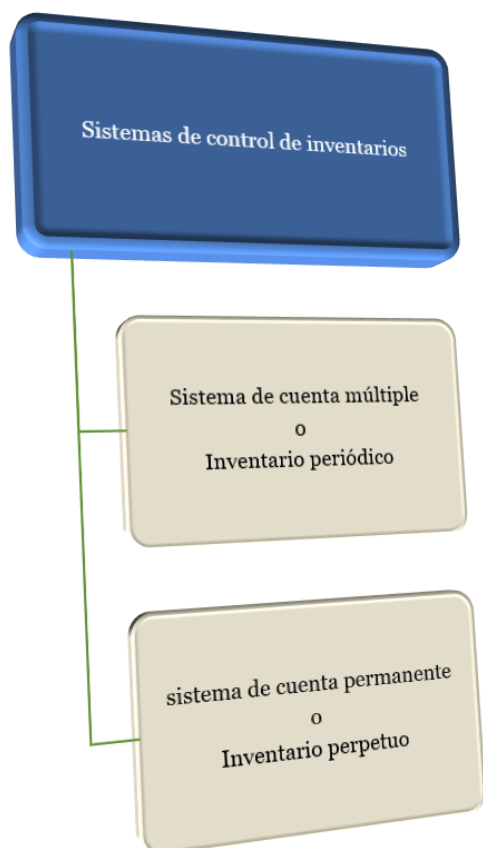 Sistemas de control de inventarios
Sistema de cuenta múltiple
o
Inventario periódico
sistema de cuenta permanente
o
Inventario perpetuo